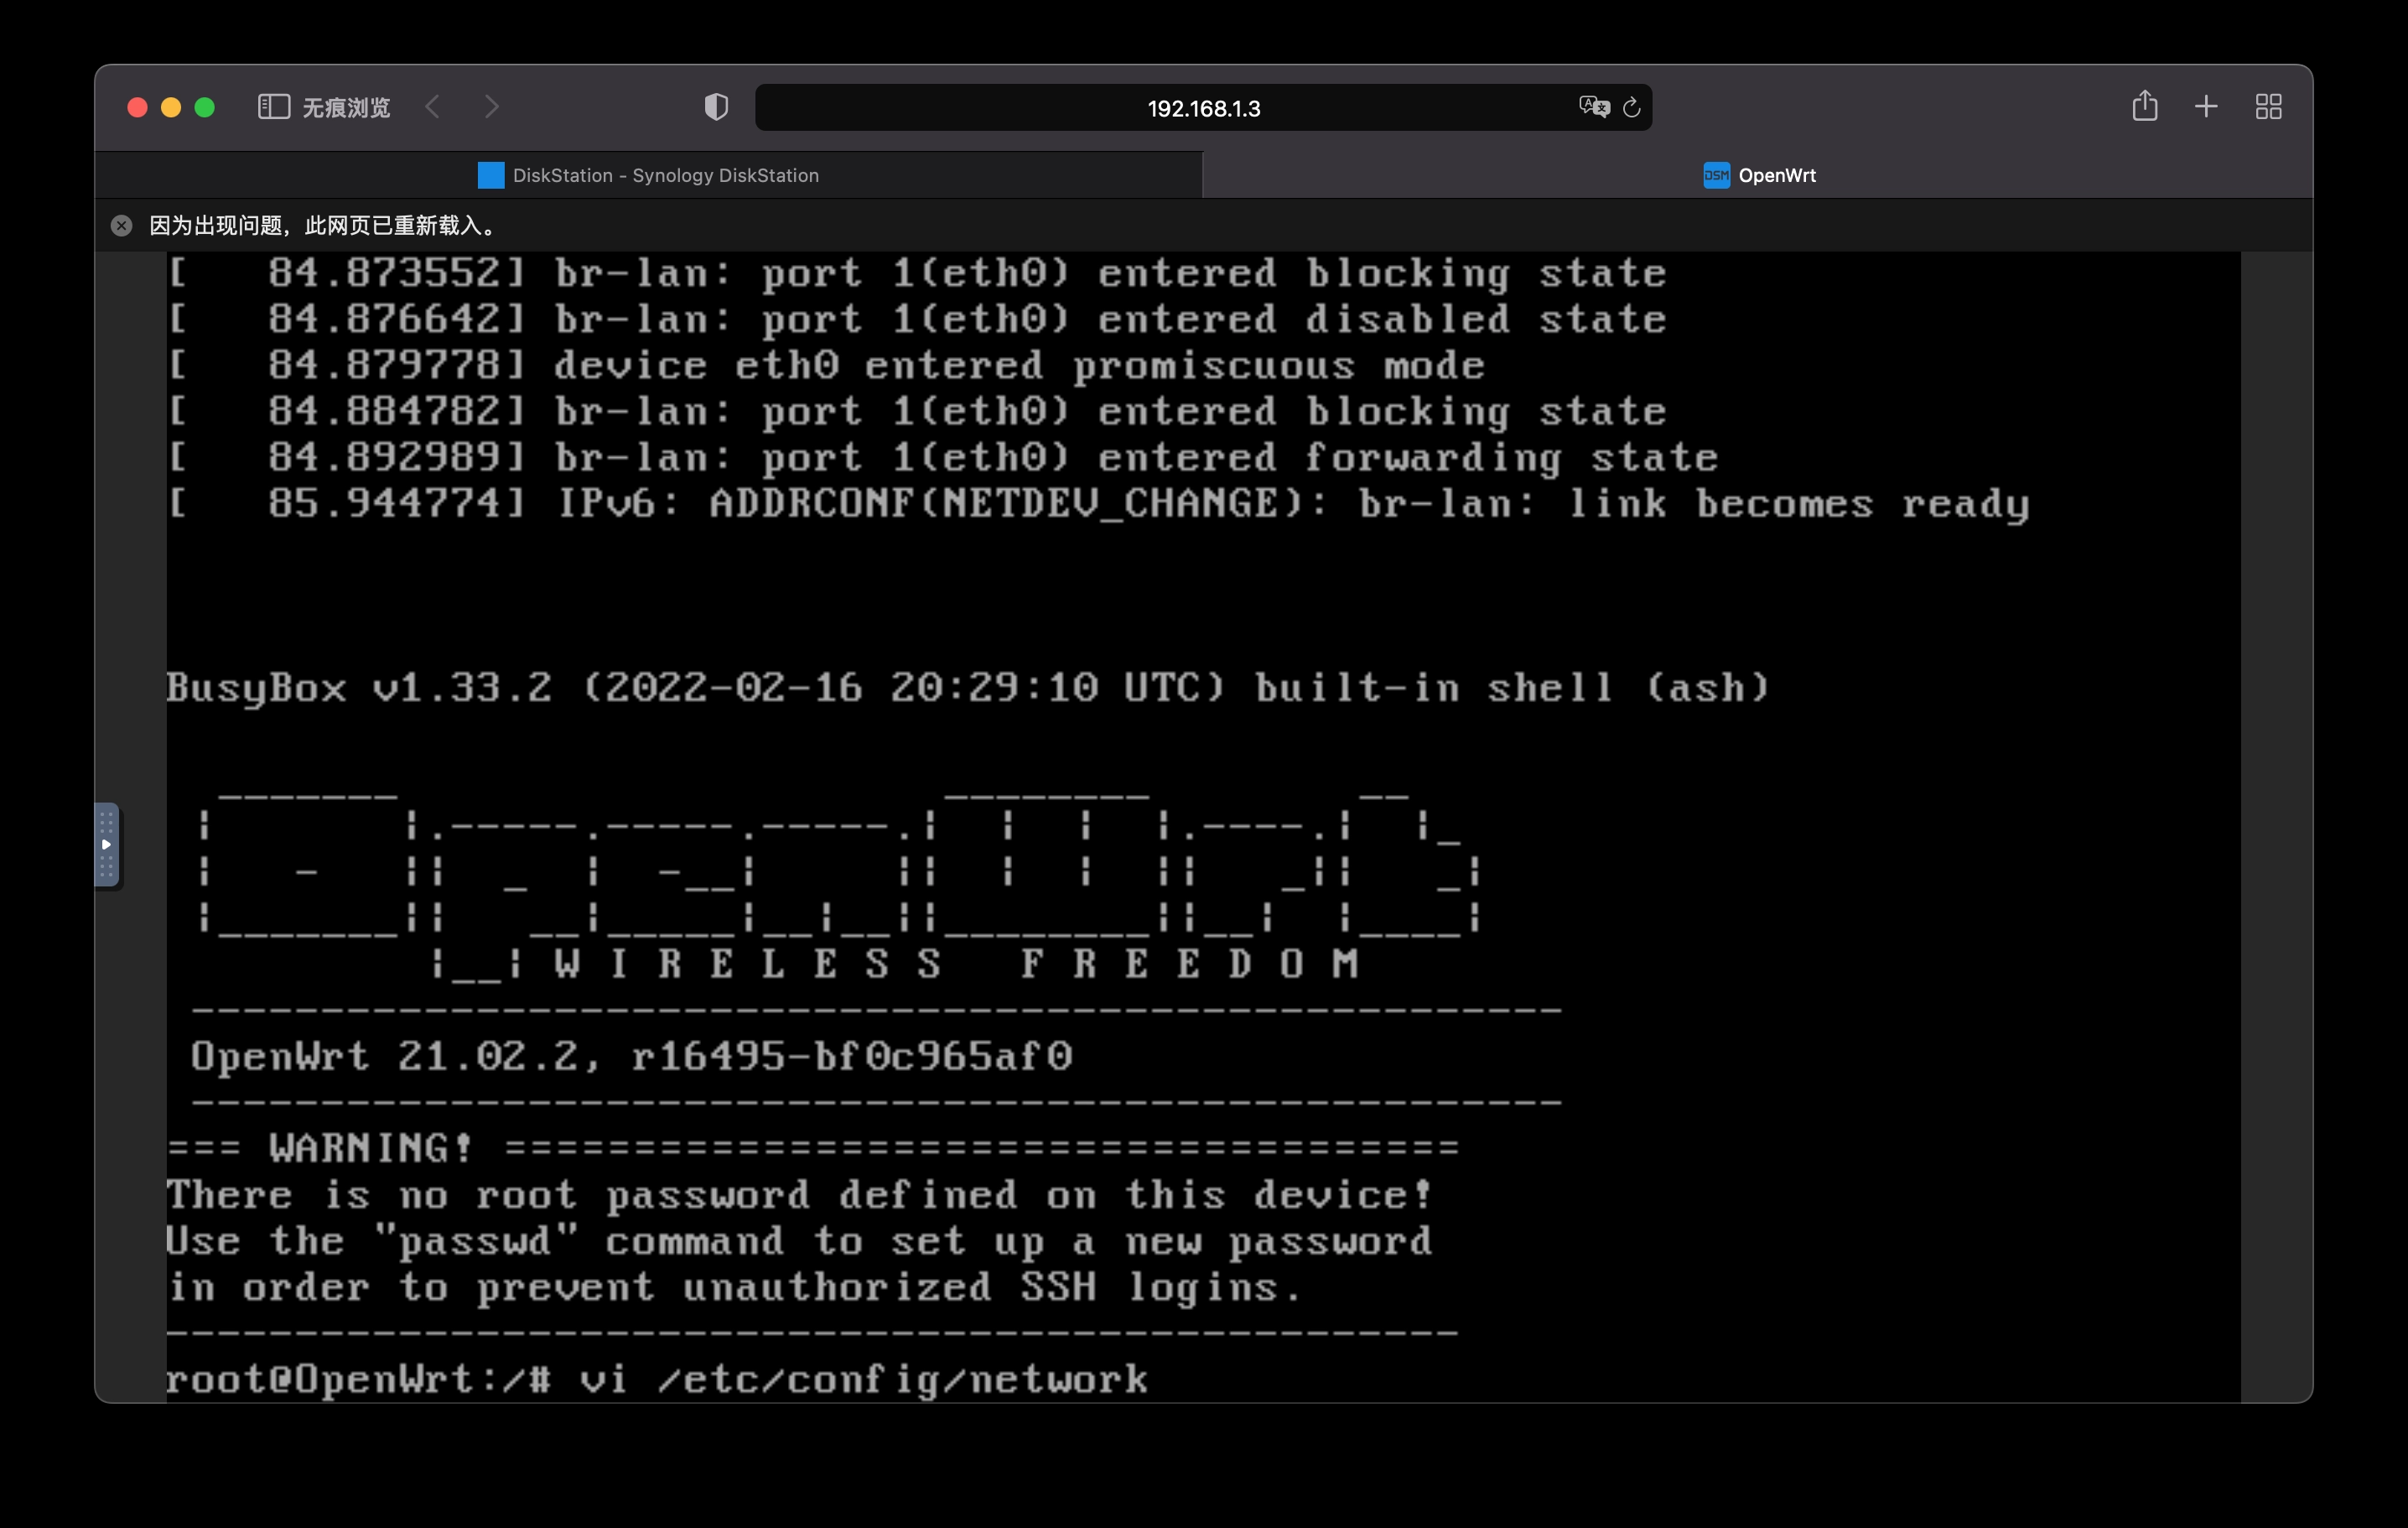 无痕浏览
192.168.1.3
DiskStation - Synology DiskStation
DSM OpenWrt
因为出现问题，此网页已重新载入。
[   84.873552] br-lan: port 1(eth0) entered blocking state
[   84.876642] br-lan: port 1(eth0) entered disabled state
[   84.879778] device eth0 entered promiscuous mode
[   84.884782] br-lan: port 1(eth0) entered blocking state
[   84.892989] br-lan: port 1(eth0) entered forwarding state
[   85.944774] IPv6: ADDRCONF(NETDEV_CHANGE): br-lan: link becomes ready
BusyBox v1.33.2 (2022-02-16 20:29:10 UTC) built-in shell (ash)
OpenWrt
W I R E L E S S   F R E E D O M
-----------------------------------------------------
OpenWrt 21.02.2, r16495-bf0c965af0
-----------------------------------------------------
=== WARNING! =====================================
There is no root password defined on this device!
Use the "passwd" command to set up a new password
in order to prevent unauthorized SSH logins.
--------------------------------------------------
root@OpenWrt:/# vi /etc/config/network